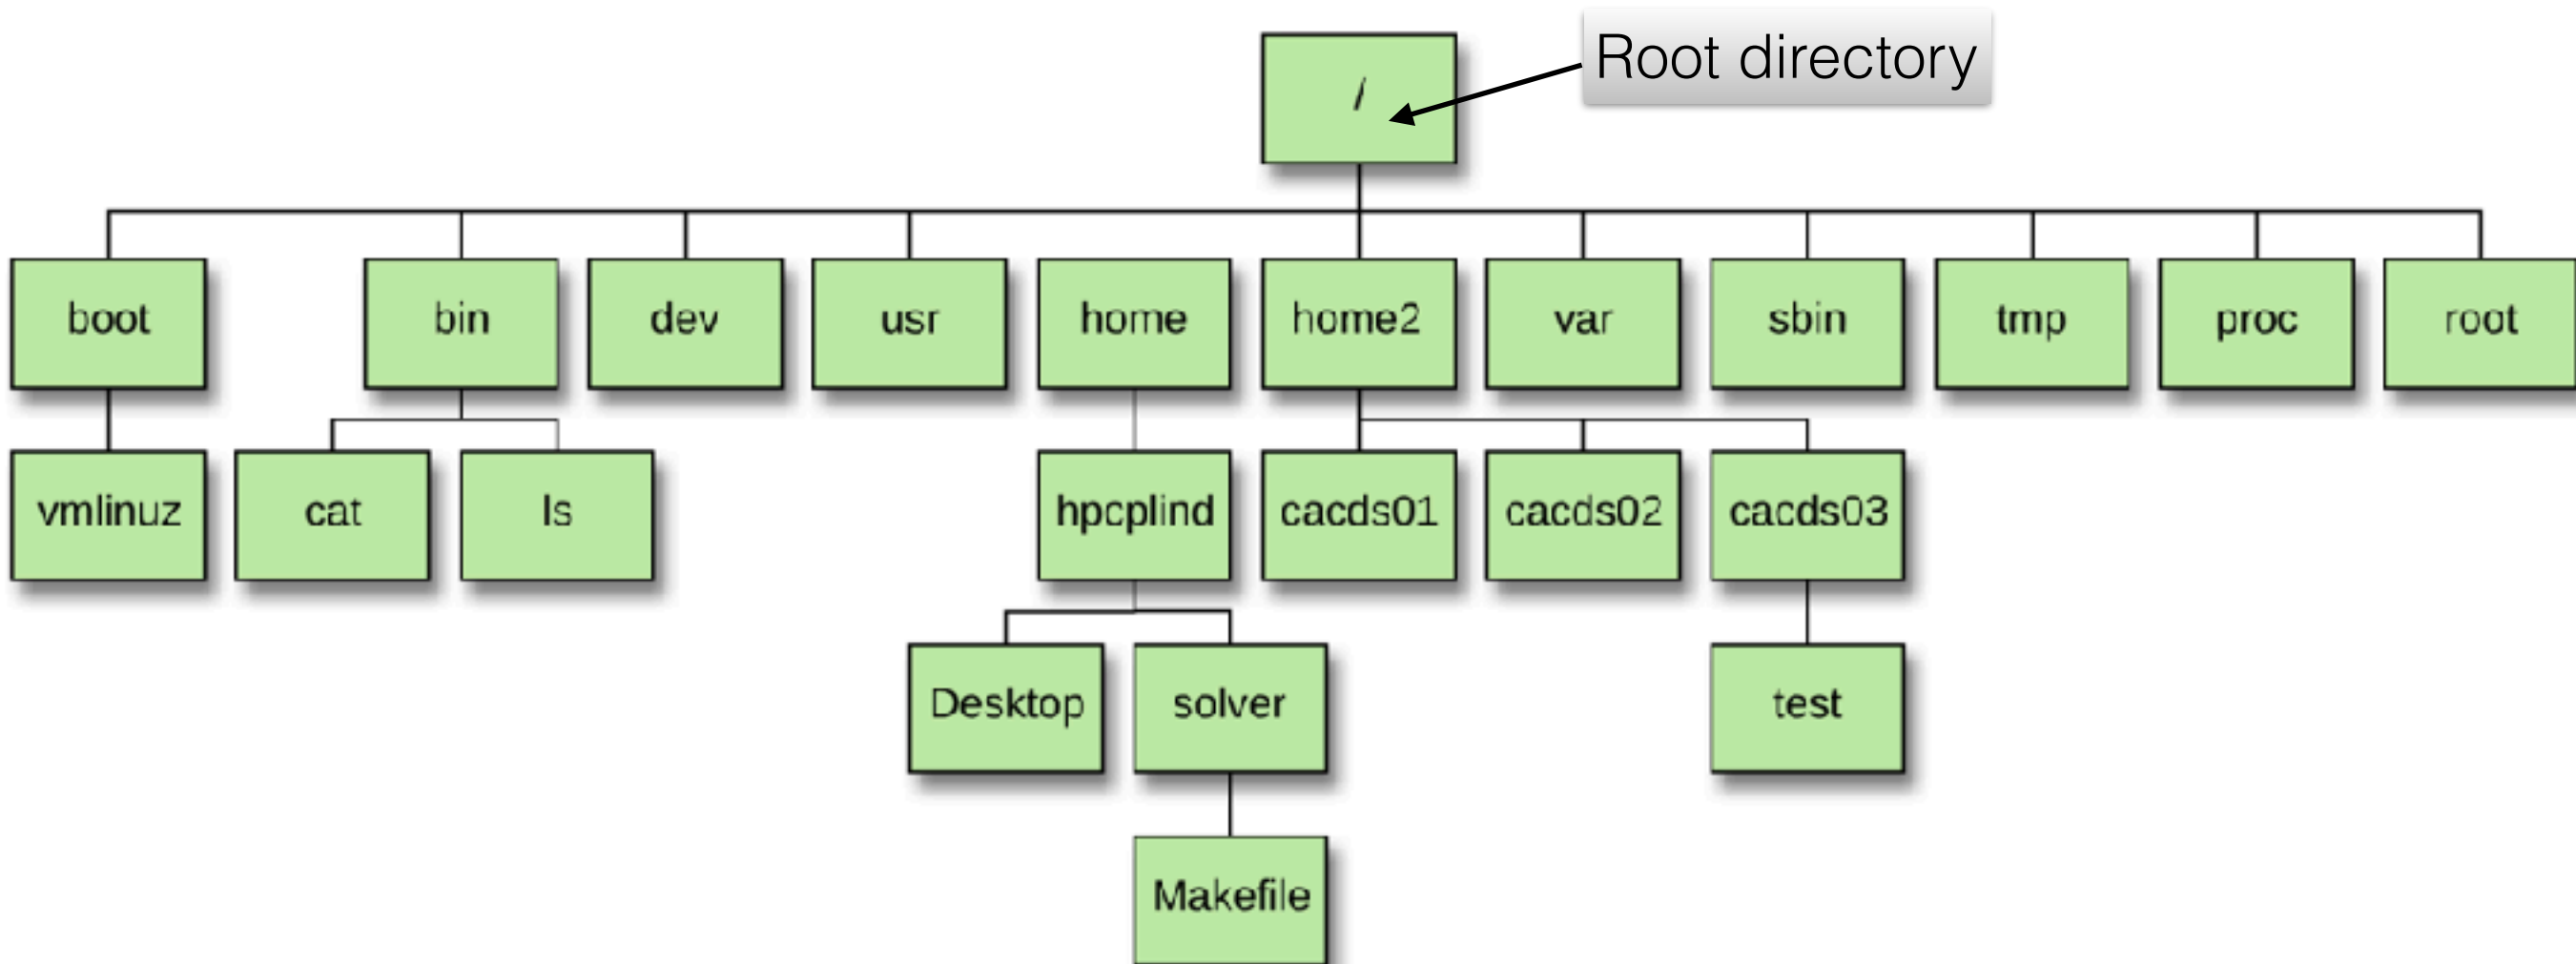 /
Root directory
boot bin dev usr home home2 var sbin tmp proc root
vmlinuz cat ls hpcplind cacds01 cacds02 cacds03
Desktop solver test
Makefile